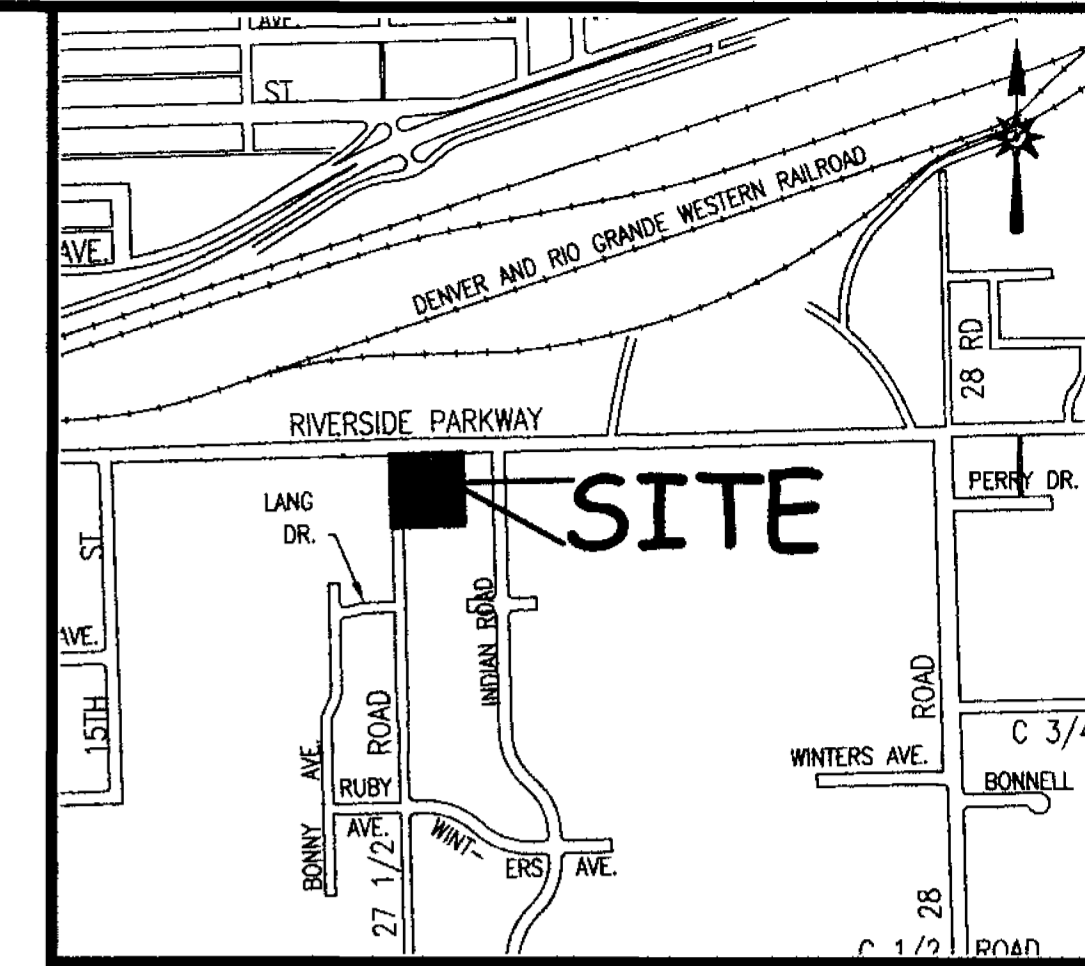 AVE.
ST
AVE.
DENVER AND RIO GRANDE WESTERN RAILROAD
28 RD
RIVERSIDE PARKWAY
PERRY DR.
LANG
DR.
SITE
ST
15TH
AVE.
INDIAN ROAD
ROAD
27 1/2
ROAD
28
C 3/4
WINTERS AVE.
BONNELL
RUBY
AVE.
BONNY AVE.
WINT-
ERS AVE.
C 1/2 ROAD